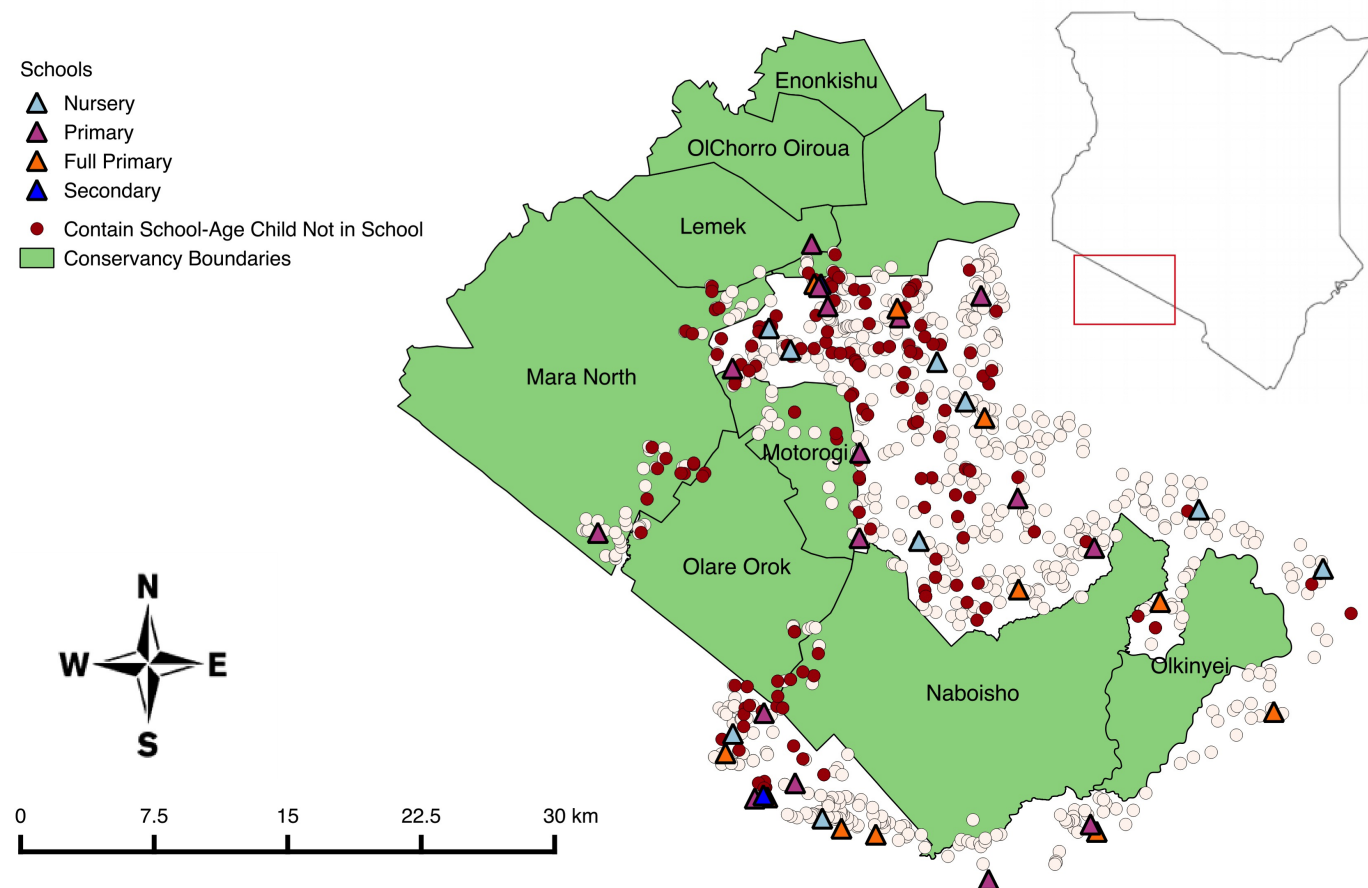 Schools
Nursery
Primary
Full Primary
Secondary
Contain School-Age Child Not in School
Conservancy Boundaries
Enonkishu
OlChorro Oiroua
Lemek
Mara North
Motorogi
Olare Orok
Olkinyei
Naboisho
N
W E
S
0 7.5 15 22.5 30 km